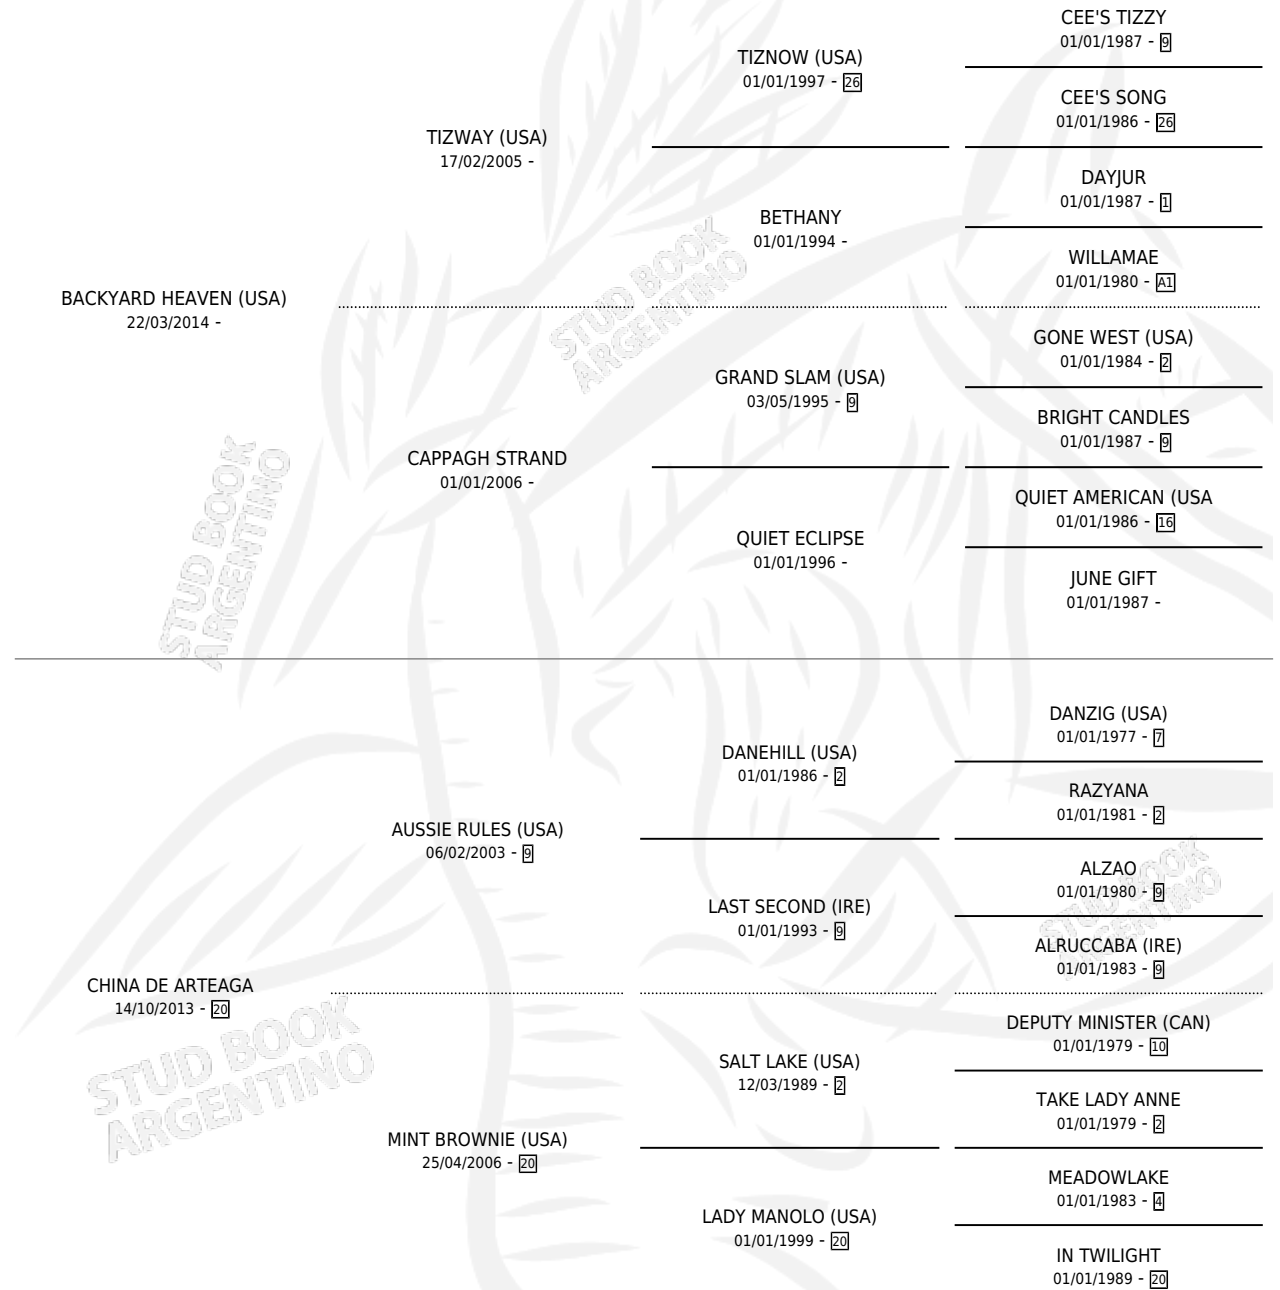 CEE'S TIZZY
01/01/1987 - 9
TIZNOW (USA)
01/01/1997 - 26
CEE'S SONG
01/01/1986 - 26
TIZWAY (USA)
17/02/2005 -
DAYJUR
01/01/1987 - 1
BETHANY
01/01/1994 -
WILLAMAE
01/01/1980 - A1
BACKYARD HEAVEN (USA)
22/03/2014 -
GONE WEST (USA)
01/01/1984 - 2
GRAND SLAM (USA)
03/05/1995 - 9
BRIGHT CANDLES
01/01/1987 - 9
CAPPAGH STRAND
01/01/2006 -
QUIET AMERICAN (USA
01/01/1986 - 16
QUIET ECLIPSE
01/01/1996 -
JUNE GIFT
01/01/1987 -
STUD BOOK
ARGENTINO
STUD BOOK
ARGENTINO
DANZIG (USA)
01/01/1977 - 7
DANEHILL (USA)
01/01/1986 - 2
RAZYANA
01/01/1981 - 2
AUSSIE RULES (USA)
06/02/2003 - 9
ALZAO
01/01/1980 - 9
LAST SECOND (IRE)
01/01/1993 - 9
ALRUCCABA (IRE)
01/01/1983 - 9
CHINA DE ARTEAGA
14/10/2013 - 20
DEPUTY MINISTER (CAN)
01/01/1979 - 10
SALT LAKE (USA)
12/03/1989 - 2
TAKE LADY ANNE
01/01/1979 - 2
MINT BROWNIE (USA)
25/04/2006 - 20
MEADOWLAKE
01/01/1983 - 4
LADY MANOLO (USA)
01/01/1999 - 20
IN TWILIGHT
01/01/1989 - 20
STUD BOOK
ARGENTINO
STUD BOOK
ARGENTINO